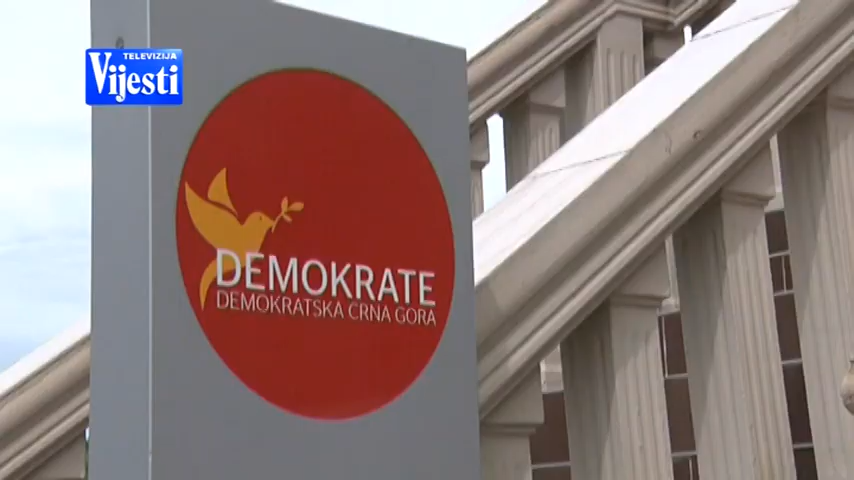 TELEVIZIJA
Vijesti
DEMOKRATE
DEMOKRATSKA CRNA GORA